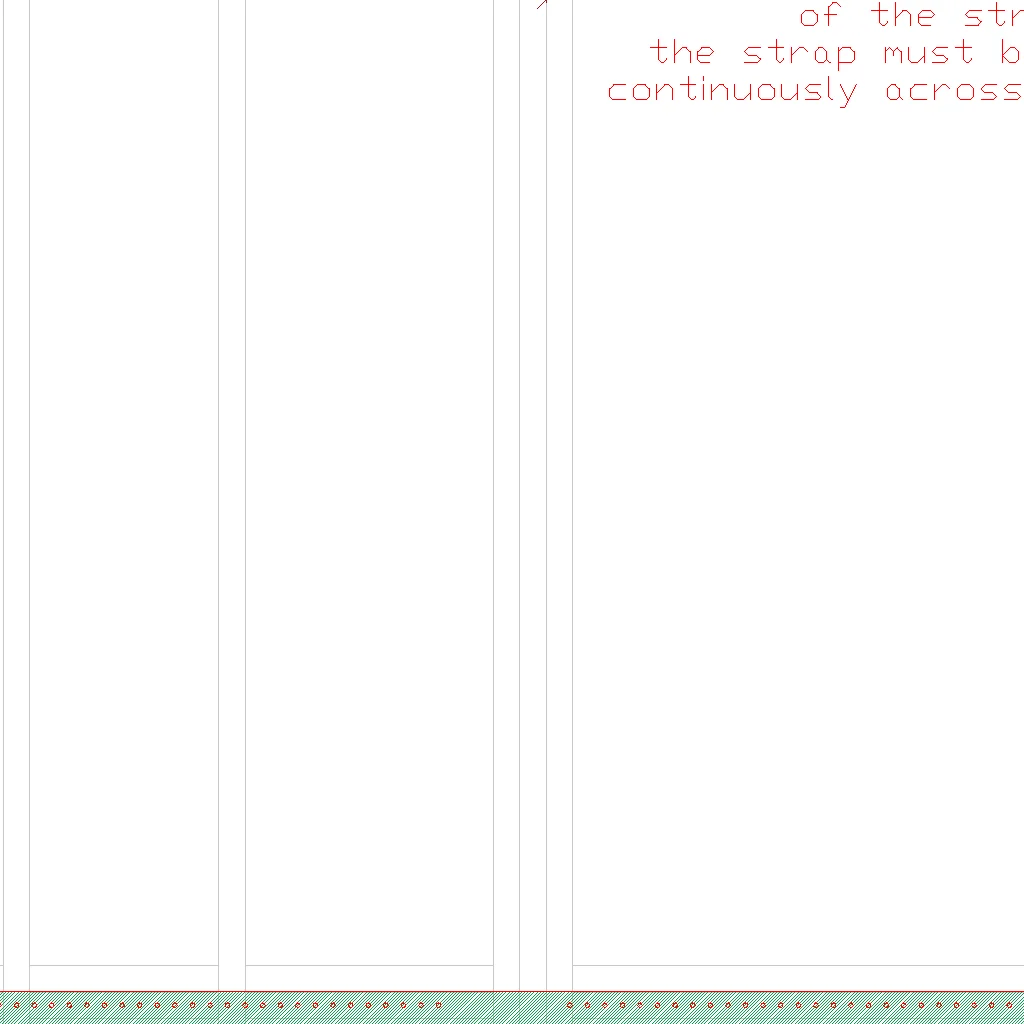 of the
the strap must
continuously across